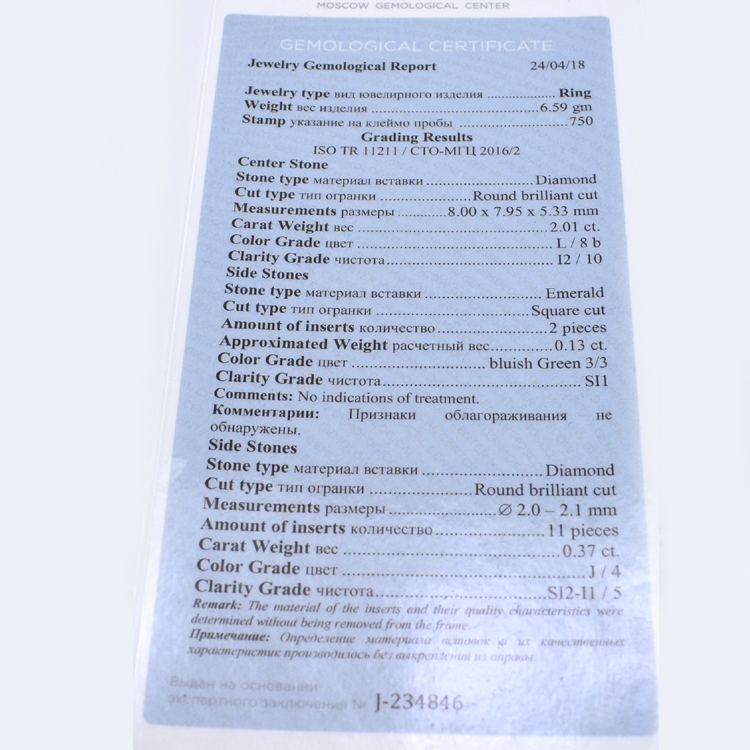 MOSCOW GEMOLOGICAL CENTER
GEMOLOGICAL CERTIFICATE
Jewelry Gemological Report 24/04/18
Jewelry type вид ювелирного изделия ..................... Ring
Weight вес изделия ..................... 6.59 gm
Stamp указание на клеймо пробы ..................... 750
Grading Results
ISO TR 11211 / СТО-МГЦ 2016/2
Center Stone
Stone type материал вставки ..................... Diamond
Cut type тип огранки ..................... Round brilliant cut
Measurements размеры ............ 8.00 x 7.95 x 5.33 mm
Carat Weight вес ..................... 2.01 ct.
Color Grade цвет ..................... L / 8 b
Clarity Grade чистота ..................... I2 / 10
Side Stones
Stone type материал вставки ..................... Emerald
Cut type тип огранки ..................... Square cut
Amount of inserts количество ..................... 2 pieces
Approximated Weight расчетный вес ............ 0.13 ct.
Color Grade цвет ..................... bluish Green 3/3
Clarity Grade чистота ..................... SI1
Comments: No indications of treatment.
Комментарии: Признаки облагораживания не
обнаружены.
Side Stones
Stone type материал вставки ..................... Diamond
Cut type тип огранки ..................... Round brilliant cut
Measurements размеры ..................... ∅ 2.0 – 2.1 mm
Amount of inserts количество ..................... 11 pieces
Carat Weight вес ..................... 0.37 ct.
Color Grade цвет ..................... J / 4
Clarity Grade чистота ..................... SI2-I1 / 5
Remark: The material of the inserts and their quality characteristics were
determined without being removed from the frame.
Примечание: Определение материала вставок и их качественных
характеристик производилось без выкрепления из оправы.
Выдан на основании
экспертного заключения № J-234846